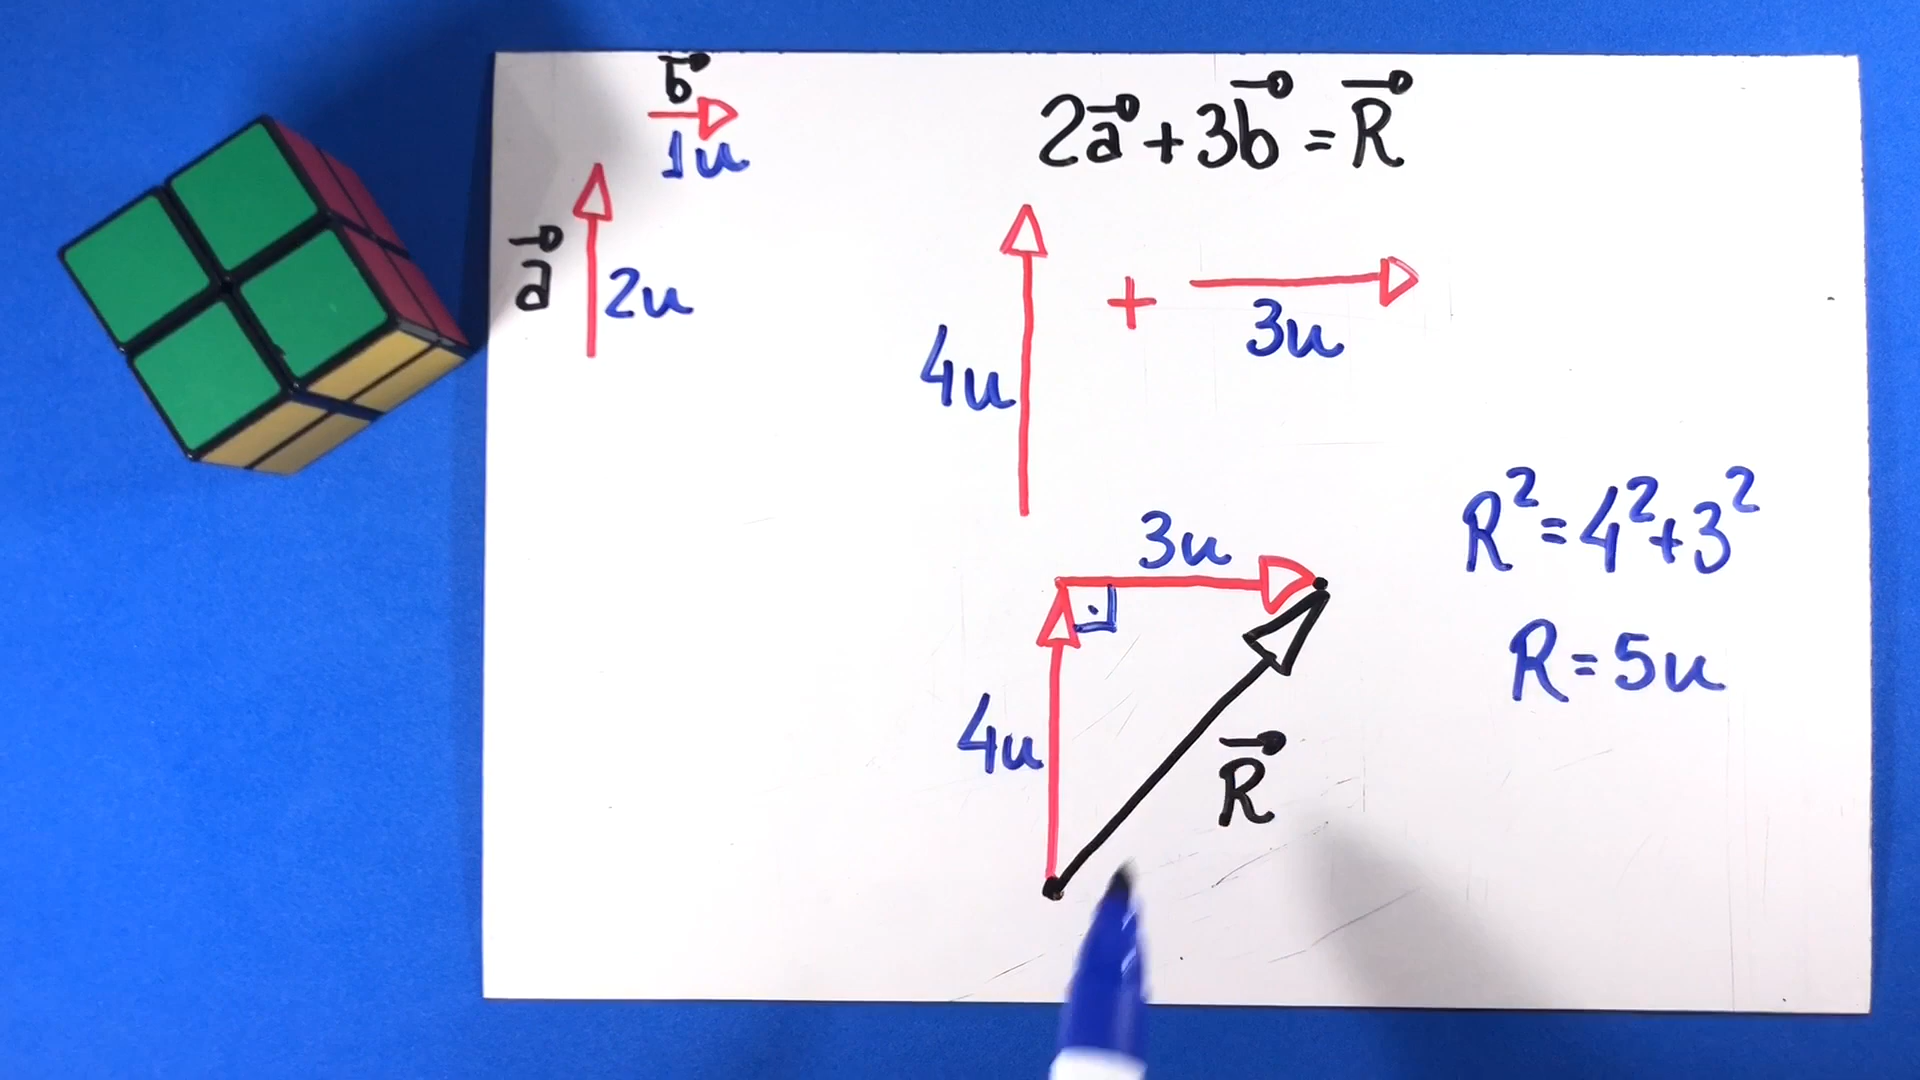 b⃗
1u
a⃗
2u
2a⃗ + 3b⃗ = R⃗
4u
+
3u
3u
4u
R⃗
R² = 4² + 3²
R = 5u